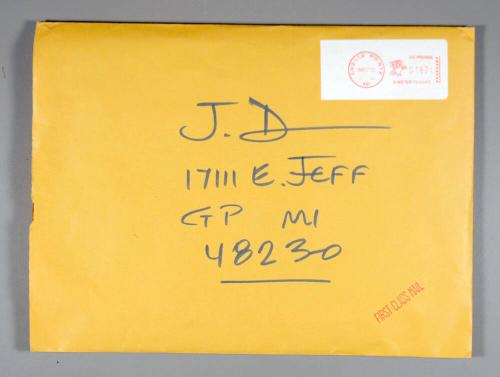 J. D
17111 E. JEFF
GP MI
48230
FIRST CLASS MAIL